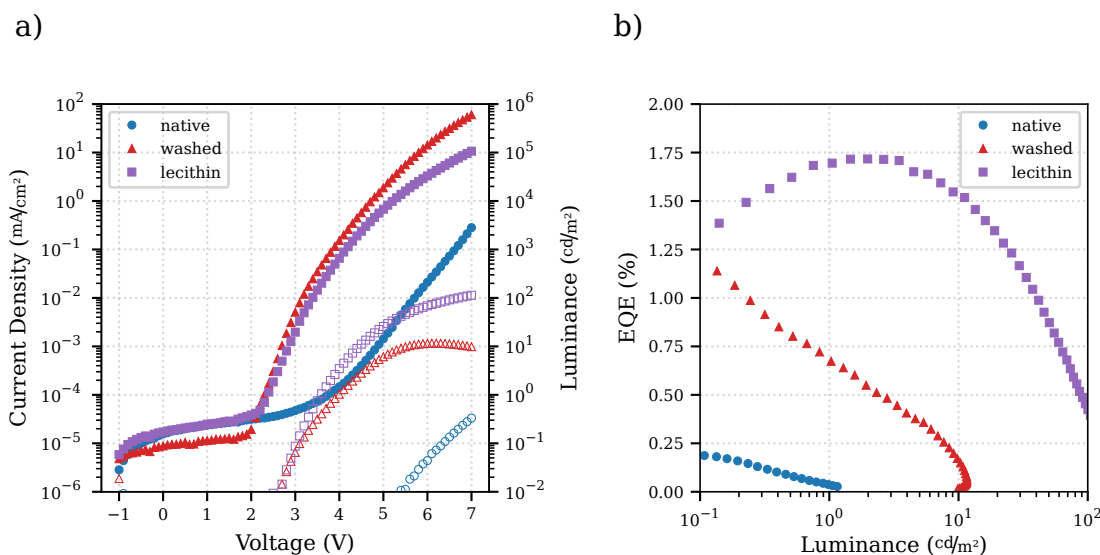 a)
b)
Current Density (mA/cm²)
10² 10¹ 10⁰ 10⁻¹ 10⁻² 10⁻³ 10⁻⁴ 10⁻⁵ 10⁻⁶
native
washed
lecithin
−1 0 1 2 3 4 5 6 7
Voltage (V)
10⁶ 10⁵ 10⁴ 10³ 10² 10¹ 10⁰ 10⁻¹ 10⁻²
Luminance (cd/m²)
EQE (%)
2.00 1.75 1.50 1.25 1.00 0.75 0.50 0.25 0.00
native
washed
lecithin
10⁻¹ 10⁰ 10¹ 10²
Luminance (cd/m²)